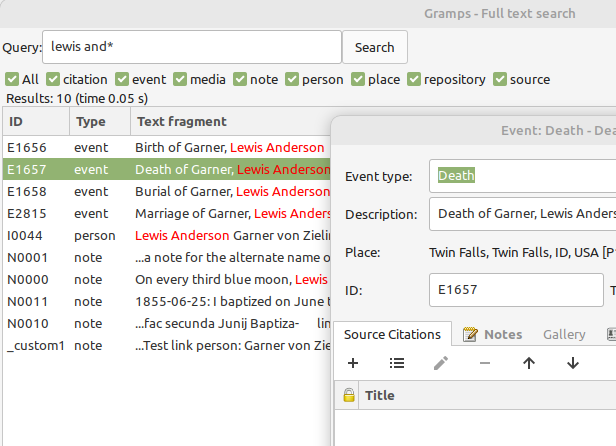 Gramps - Full text search
Query: lewis and* Search
All citation event media note person place repository source
Results: 10 (time 0.05 s)
ID Type Text fragment
E1656 event Birth of Garner, Lewis Anderson
E1657 event Death of Garner, Lewis Anderson
E1658 event Burial of Garner, Lewis Anderson
E2815 event Marriage of Garner, Lewis
I0044 person Lewis Anderson Garner von Zielin
N0001 note ...a note for the alternate name o
N0000 note On every third blue moon, Lewis
N0011 note 1855-06-25: I baptized on June
N0010 note ...fac secunda Junij Baptiza- lin
_custom1 note ...Test link person: Garner von Zie
Event: Death - Dea
Event type: Death
Description: Death of Garner, Lewis Anders
Place: Twin Falls, Twin Falls, ID, USA [P
ID: E1657
Source Citations Notes Gallery
Title